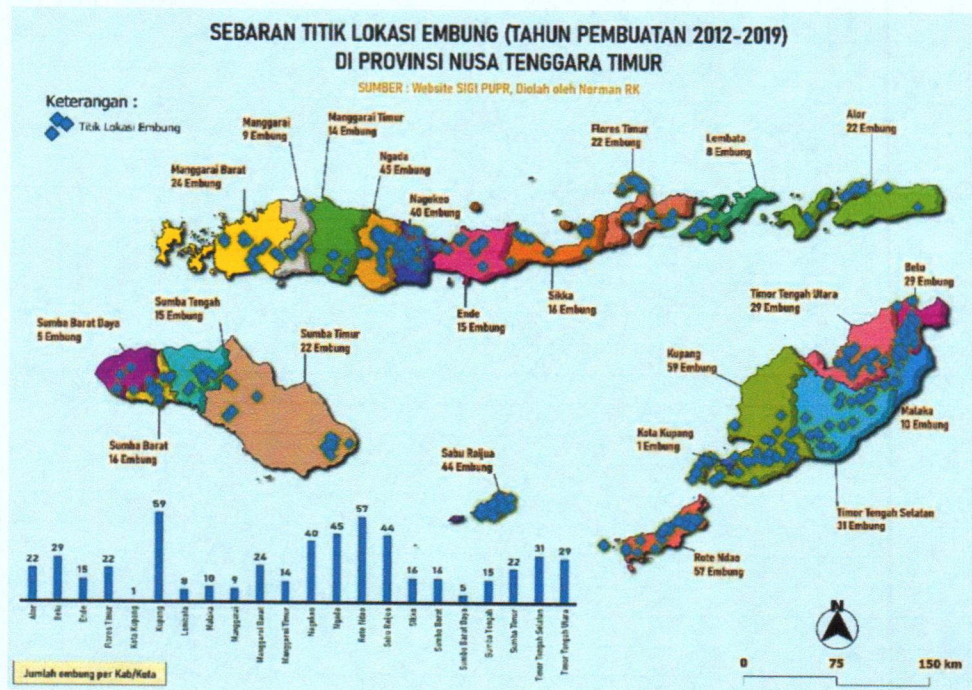 SEBARAN TITIK LOKASI EMBUNG (TAHUN PEMBUATAN 2012-2019)
DI PROVINSI NUSA TENGGARA TIMUR
SUMBER : Website SIGI PUPR, Diolah oleh Norman RK
Keterangan :
Titik Lokasi Embung
Manggarai
9 Embung
Manggarai Timur
14 Embung
Flores Timur
22 Embung
Lembata
8 Embung
Alor
22 Embung
Manggarai Barat
24 Embung
Ngada
45 Embung
Nagekeo
40 Embung
Ende
15 Embung
Sikka
16 Embung
Sumba Barat Daya
5 Embung
Sumba Tengah
15 Embung
Sumba Timur
22 Embung
Sumba Barat
16 Embung
Sabu Raijua
44 Embung
Timor Tengah Utara
29 Embung
Belu
29 Embung
Kupang
59 Embung
Kota Kupang
1 Embung
Malaka
10 Embung
Timor Tengah Selatan
31 Embung
Rote Ndao
57 Embung
22 29 15 22 1 59 8 10 9 24 14 40 45 57 44 16 16 5 15 22 31 29
Alor
Belu
Ende
Flores Timur
Kota Kupang
Kupang
Lembata
Malaka
Manggarai
Manggarai Barat
Manggarai Timur
Nagekeo
Ngada
Rote Ndao
Sabu Raijua
Sikka
Sumba Barat
Sumba Barat Daya
Sumba Tengah
Sumba Timur
Timor Tengah Selatan
Timor Tengah Utara
Jumlah embung per Kab/Kota
N
0 75 150 km